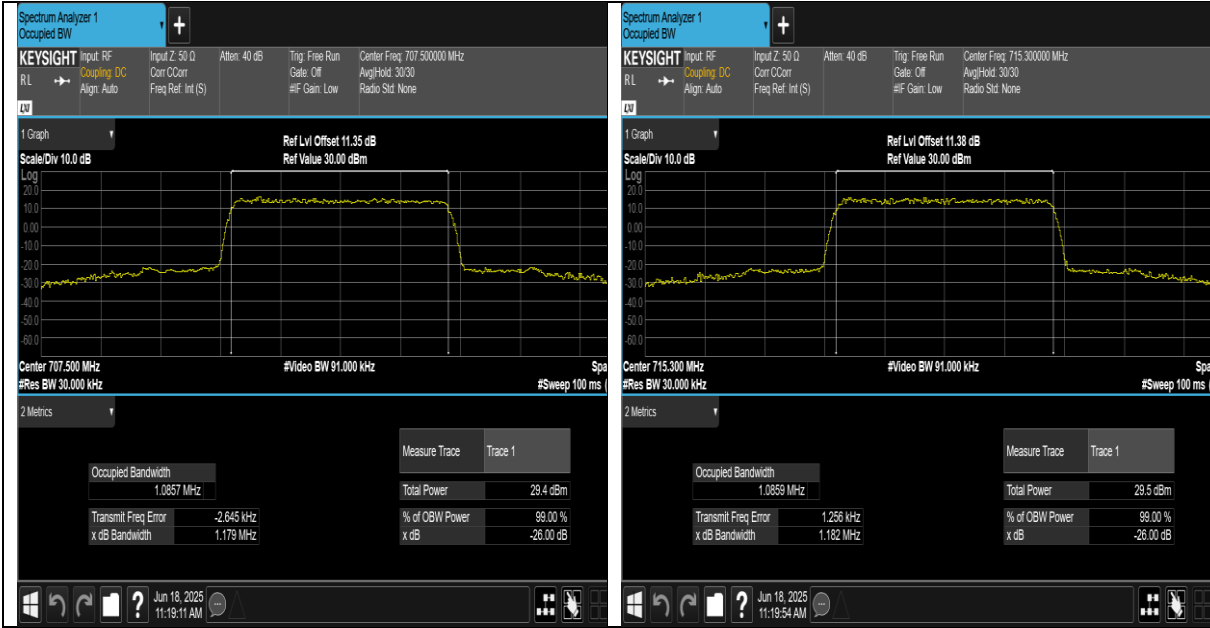 Spectrum Analyzer 1
Occupied BW
+
KEYSIGHT Input: RF Input Z: 50 Ω Atten: 40 dB Trig: Free Run Center Freq: 707.500000 MHz
RL Coupling: DC Corr CCorr Gate: Off Avg|Hold: 30/30
Align: Auto Freq Ref: Int (S) #IF Gain: Low Radio Std: None
LXI
1 Graph
Ref Lvl Offset 11.35 dB
Scale/Div 10.0 dB Ref Value 30.00 dBm
Log
20.0
10.0
0.00
-10.0
-20.0
-30.0
-40.0
-50.0
-60.0
Center 707.500 MHz #Video BW 91.000 kHz Spa
#Res BW 30.000 kHz #Sweep 100 ms (
2 Metrics
Measure Trace Trace 1
Occupied Bandwidth
1.0857 MHz
Total Power 29.4 dBm
Transmit Freq Error -2.645 kHz % of OBW Power 99.00 %
x dB Bandwidth 1.179 MHz x dB -26.00 dB
? Jun 18, 2025
11:19:11 AM
Spectrum Analyzer 1
Occupied BW
+
KEYSIGHT Input: RF Input Z: 50 Ω Atten: 40 dB Trig: Free Run Center Freq: 715.300000 MHz
RL Coupling: DC Corr CCorr Gate: Off Avg|Hold: 30/30
Align: Auto Freq Ref: Int (S) #IF Gain: Low Radio Std: None
LXI
1 Graph
Ref Lvl Offset 11.38 dB
Scale/Div 10.0 dB Ref Value 30.00 dBm
Log
20.0
10.0
0.00
-10.0
-20.0
-30.0
-40.0
-50.0
-60.0
Center 715.300 MHz #Video BW 91.000 kHz Spa
#Res BW 30.000 kHz #Sweep 100 ms (
2 Metrics
Measure Trace Trace 1
Occupied Bandwidth
1.0859 MHz
Total Power 29.5 dBm
Transmit Freq Error 1.256 kHz % of OBW Power 99.00 %
x dB Bandwidth 1.182 MHz x dB -26.00 dB
? Jun 18, 2025
11:19:54 AM